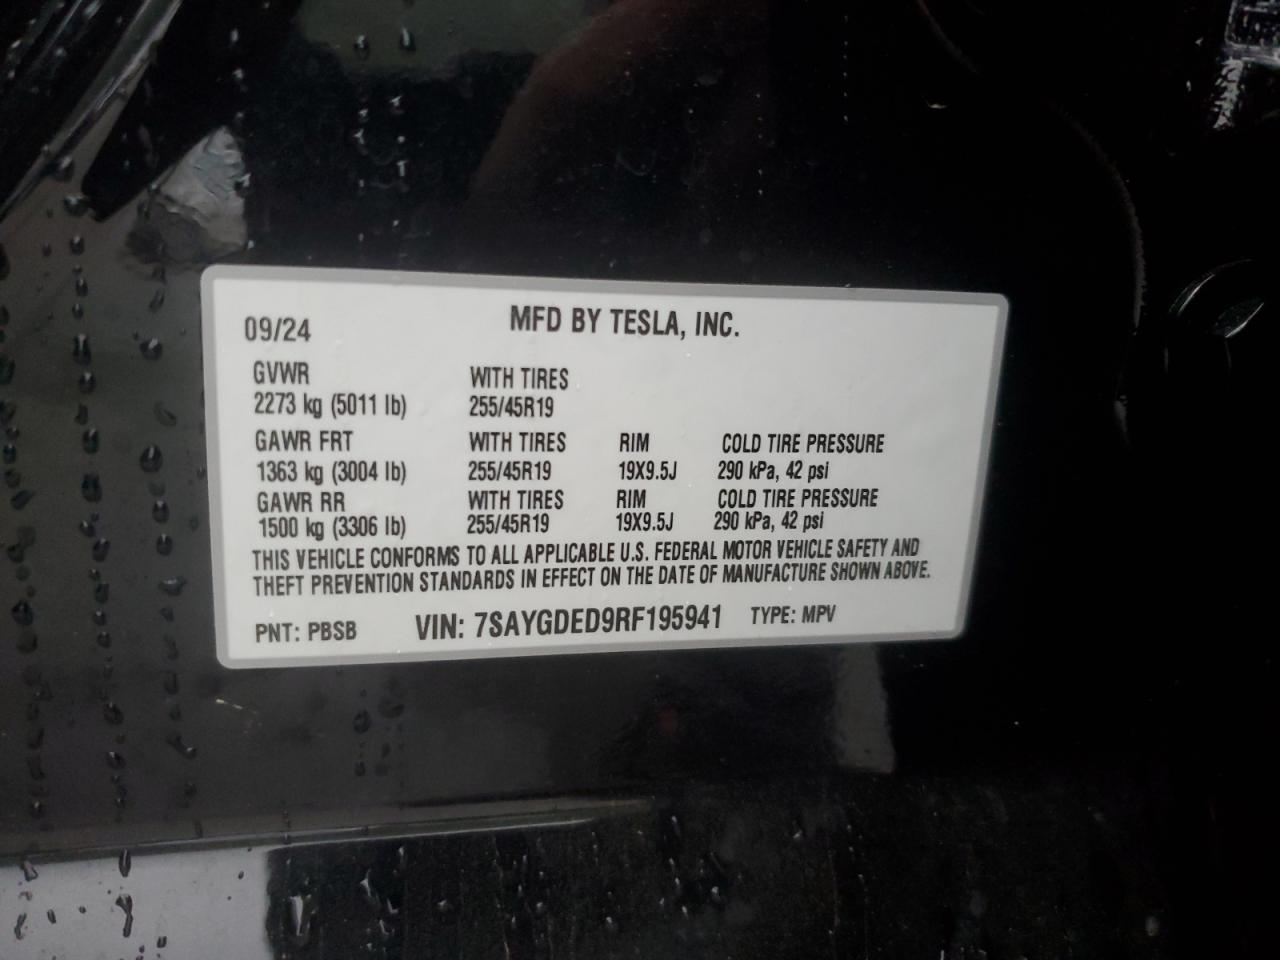 MFD BY TESLA, INC.
09/24
GVWR WITH TIRES
2273 kg (5011 lb) 255/45R19
GAWR FRT WITH TIRES RIM COLD TIRE PRESSURE
1363 kg (3004 lb) 255/45R19 19X9.5J 290 kPa, 42 psi
GAWR RR WITH TIRES RIM COLD TIRE PRESSURE
1500 kg (3306 lb) 255/45R19 19X9.5J 290 kPa, 42 psi
THIS VEHICLE CONFORMS TO ALL APPLICABLE U.S. FEDERAL MOTOR VEHICLE SAFETY AND
THEFT PREVENTION STANDARDS IN EFFECT ON THE DATE OF MANUFACTURE SHOWN ABOVE.
PNT: PBSB VIN: 7SAYGDED9RF195941 TYPE: MPV